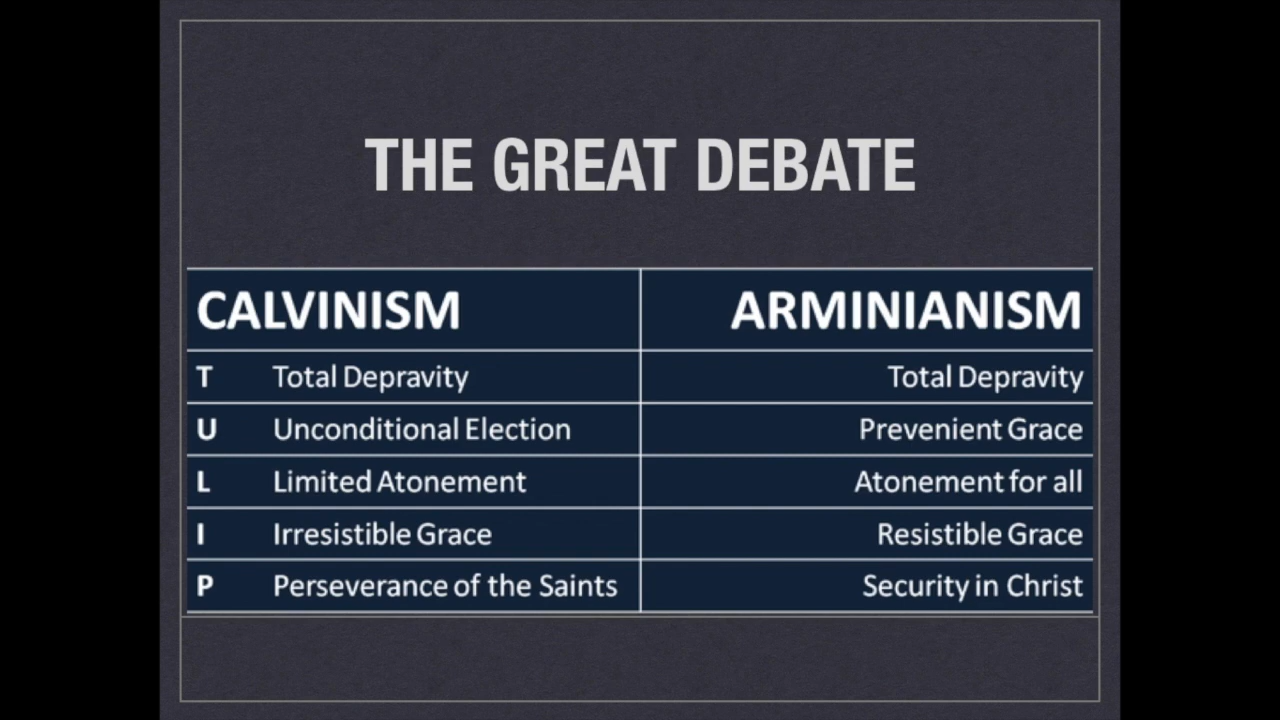 THE GREAT DEBATE
CALVINISM ARMINIANISM
T Total Depravity Total Depravity
U Unconditional Election Prevenient Grace
L Limited Atonement Atonement for all
I Irresistible Grace Resistible Grace
P Perseverance of the Saints Security in Christ